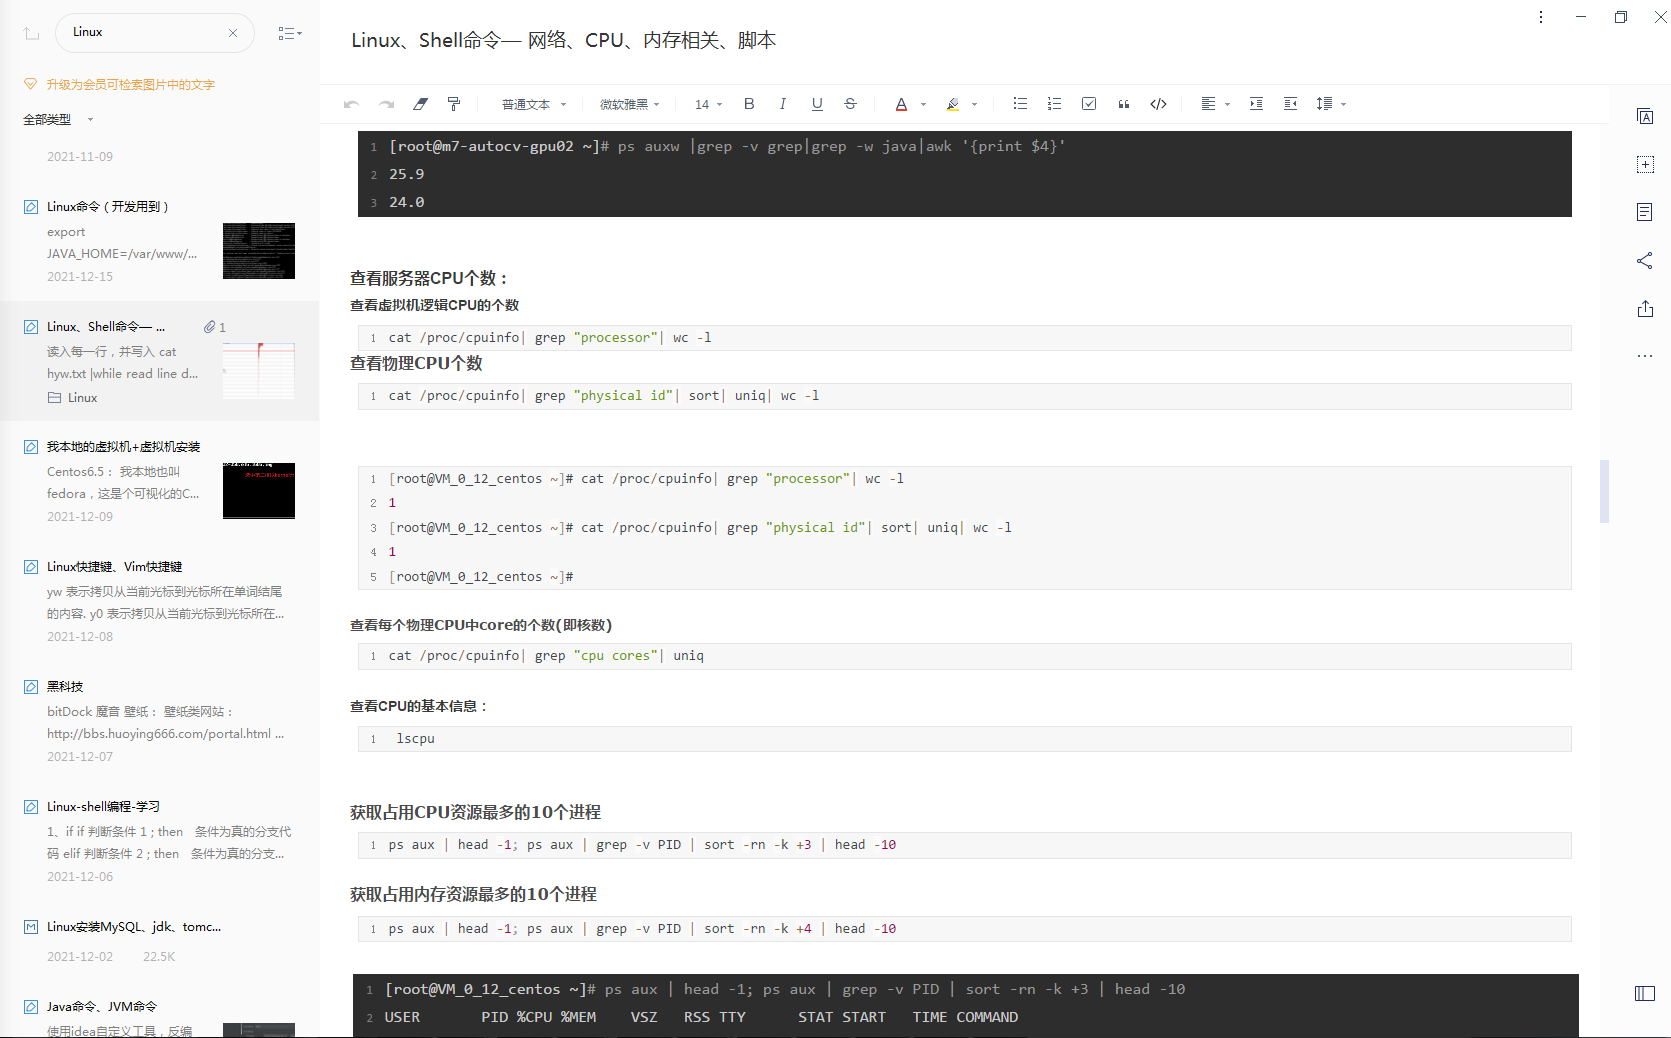 Linux
升级为会员可检索图片中的文字
全部类型
2021-11-09
Linux命令（开发用到）
export
JAVA_HOME=/var/www/...
2021-12-15
Linux、Shell命令— ...
1
读入每一行，并写入 cat
hyw.txt |while read line d...
Linux
我本地的虚拟机+虚拟机安装
Centos6.5： 我本地也叫
fedora，这是个可视化的C...
2021-12-09
Linux快捷键、Vim快捷键
yw 表示拷贝从当前光标到光标所在单词结尾
的内容. y0 表示拷贝从当前光标到光标所在...
2021-12-08
黑科技
bitDock 魔音 壁纸： 壁纸类网站：
http://bbs.huoying666.com/portal.html ...
2021-12-07
Linux-shell编程-学习
1、if if 判断条件 1 ; then 条件为真的分支代
码 elif 判断条件 2 ; then 条件为真的分支...
2021-12-06
Linux安装MySQL、jdk、tomc...
2021-12-02 22.5K
Java命令、JVM命令
使用idea自定义工具，反编
Linux、Shell命令— 网络、CPU、内存相关、脚本
普通文本 微软雅黑 14 B I U S A
1 [root@m7-autocv-gpu02 ~]# ps auxw |grep -v grep|grep -w java|awk '{print $4}'
2 25.9
3 24.0
查看服务器CPU个数：
查看虚拟机逻辑CPU的个数
1 cat /proc/cpuinfo| grep "processor"| wc -l
查看物理CPU个数
1 cat /proc/cpuinfo| grep "physical id"| sort| uniq| wc -l
1 [root@VM_0_12_centos ~]# cat /proc/cpuinfo| grep "processor"| wc -l
2 1
3 [root@VM_0_12_centos ~]# cat /proc/cpuinfo| grep "physical id"| sort| uniq| wc -l
4 1
5 [root@VM_0_12_centos ~]#
查看每个物理CPU中core的个数(即核数)
1 cat /proc/cpuinfo| grep "cpu cores"| uniq
查看CPU的基本信息：
1 lscpu
获取占用CPU资源最多的10个进程
1 ps aux | head -1; ps aux | grep -v PID | sort -rn -k +3 | head -10
获取占用内存资源最多的10个进程
1 ps aux | head -1; ps aux | grep -v PID | sort -rn -k +4 | head -10
1 [root@VM_0_12_centos ~]# ps aux | head -1; ps aux | grep -v PID | sort -rn -k +3 | head -10
2 USER PID %CPU %MEM VSZ RSS TTY STAT START TIME COMMAND